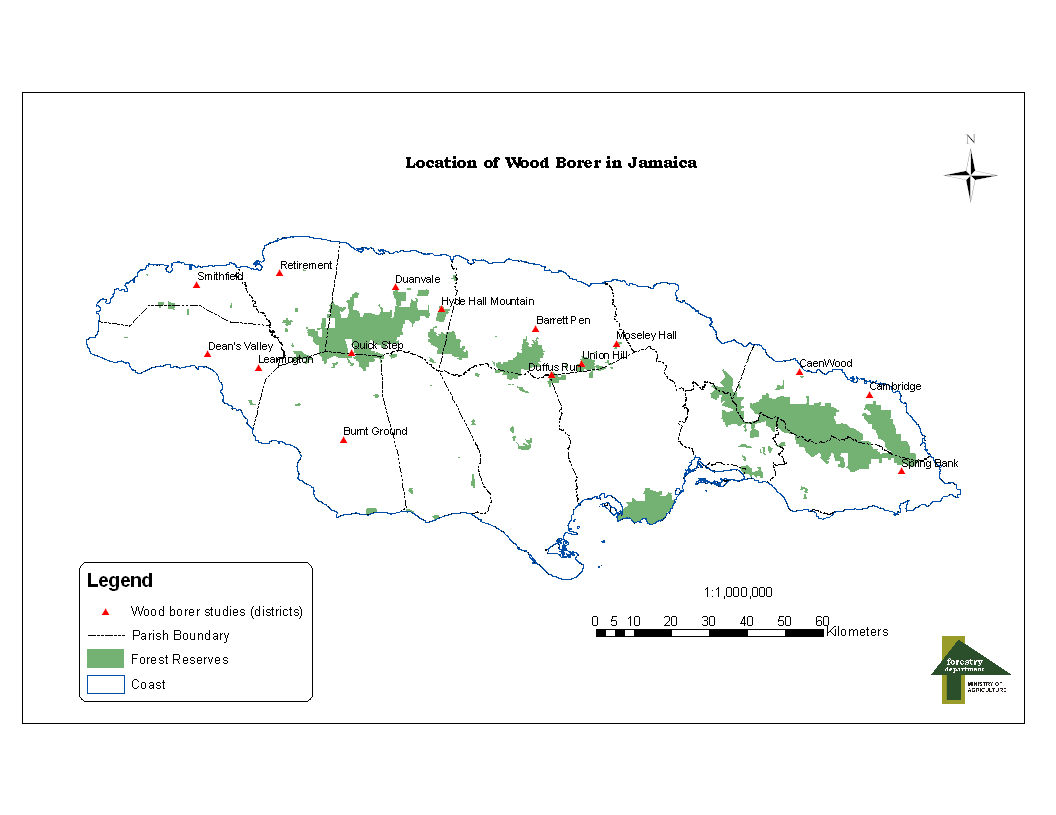 Location of Wood Borer in Jamaica
N
Retirement
Smithfield
Duanvale
Hyde Hall Mountain
Barrett Pen
Moseley Hall
Dean's Valley
Quick Step
Union Hill
Leamington
Duffus Run
CaenWood
Cambridge
Burnt Ground
Spring Bank
Legend
Wood borer studies (districts)
Parish Boundary
Forest Reserves
Coast
1:1,000,000
0 5 10 20 30 40 50 60
Kilometers
forestry
department
MINISTRY OF
AGRICULTURE